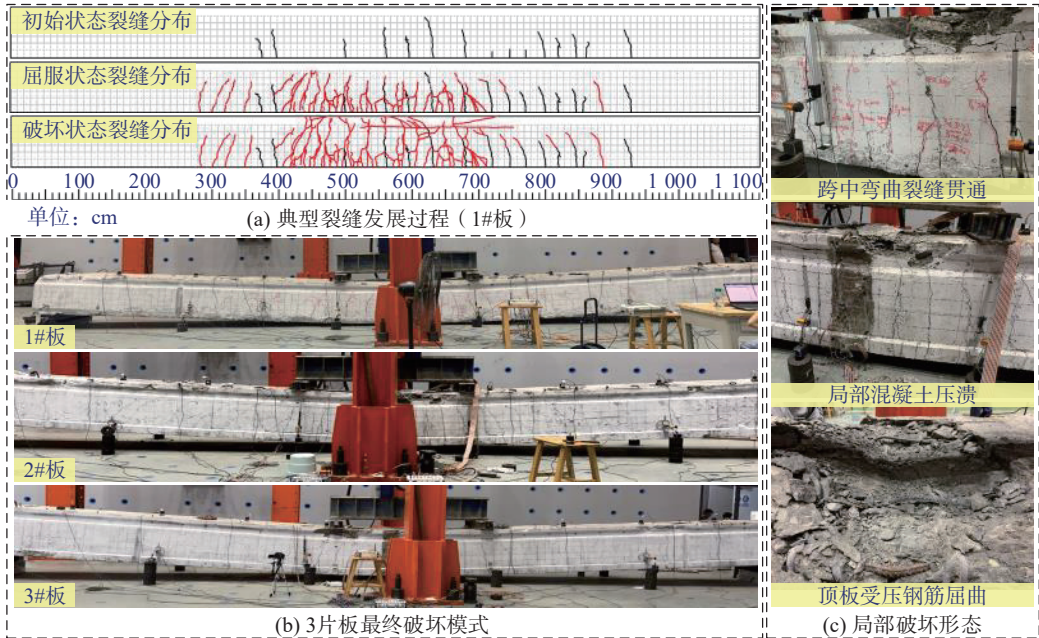 初始状态裂缝分布
屈服状态裂缝分布
破坏状态裂缝分布
0 100 200 300 400 500 600 700 800 900 1 000 1 100
单位：cm
(a) 典型裂缝发展过程（1#板）
1#板
2#板
3#板
(b) 3片板最终破坏模式
跨中弯曲裂缝贯通
局部混凝土压溃
顶板受压钢筋屈曲
(c) 局部破坏形态